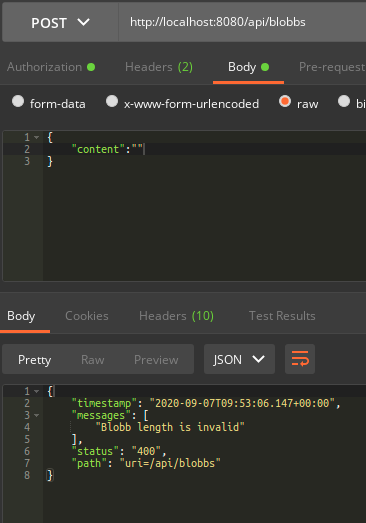 POST http://localhost:8080/api/blobbs
Authorization Headers (2) Body Pre-request
form-data x-www-form-urlencoded raw bi
1 {
2 "content":""
3 }
Body Cookies Headers (10) Test Results
Pretty Raw Preview JSON
1 {
2 "timestamp": "2020-09-07T09:53:06.147+00:00",
3 "messages": [
4 "Blobb length is invalid"
5 ],
6 "status": "400",
7 "path": "uri=/api/blobbs"
8 }